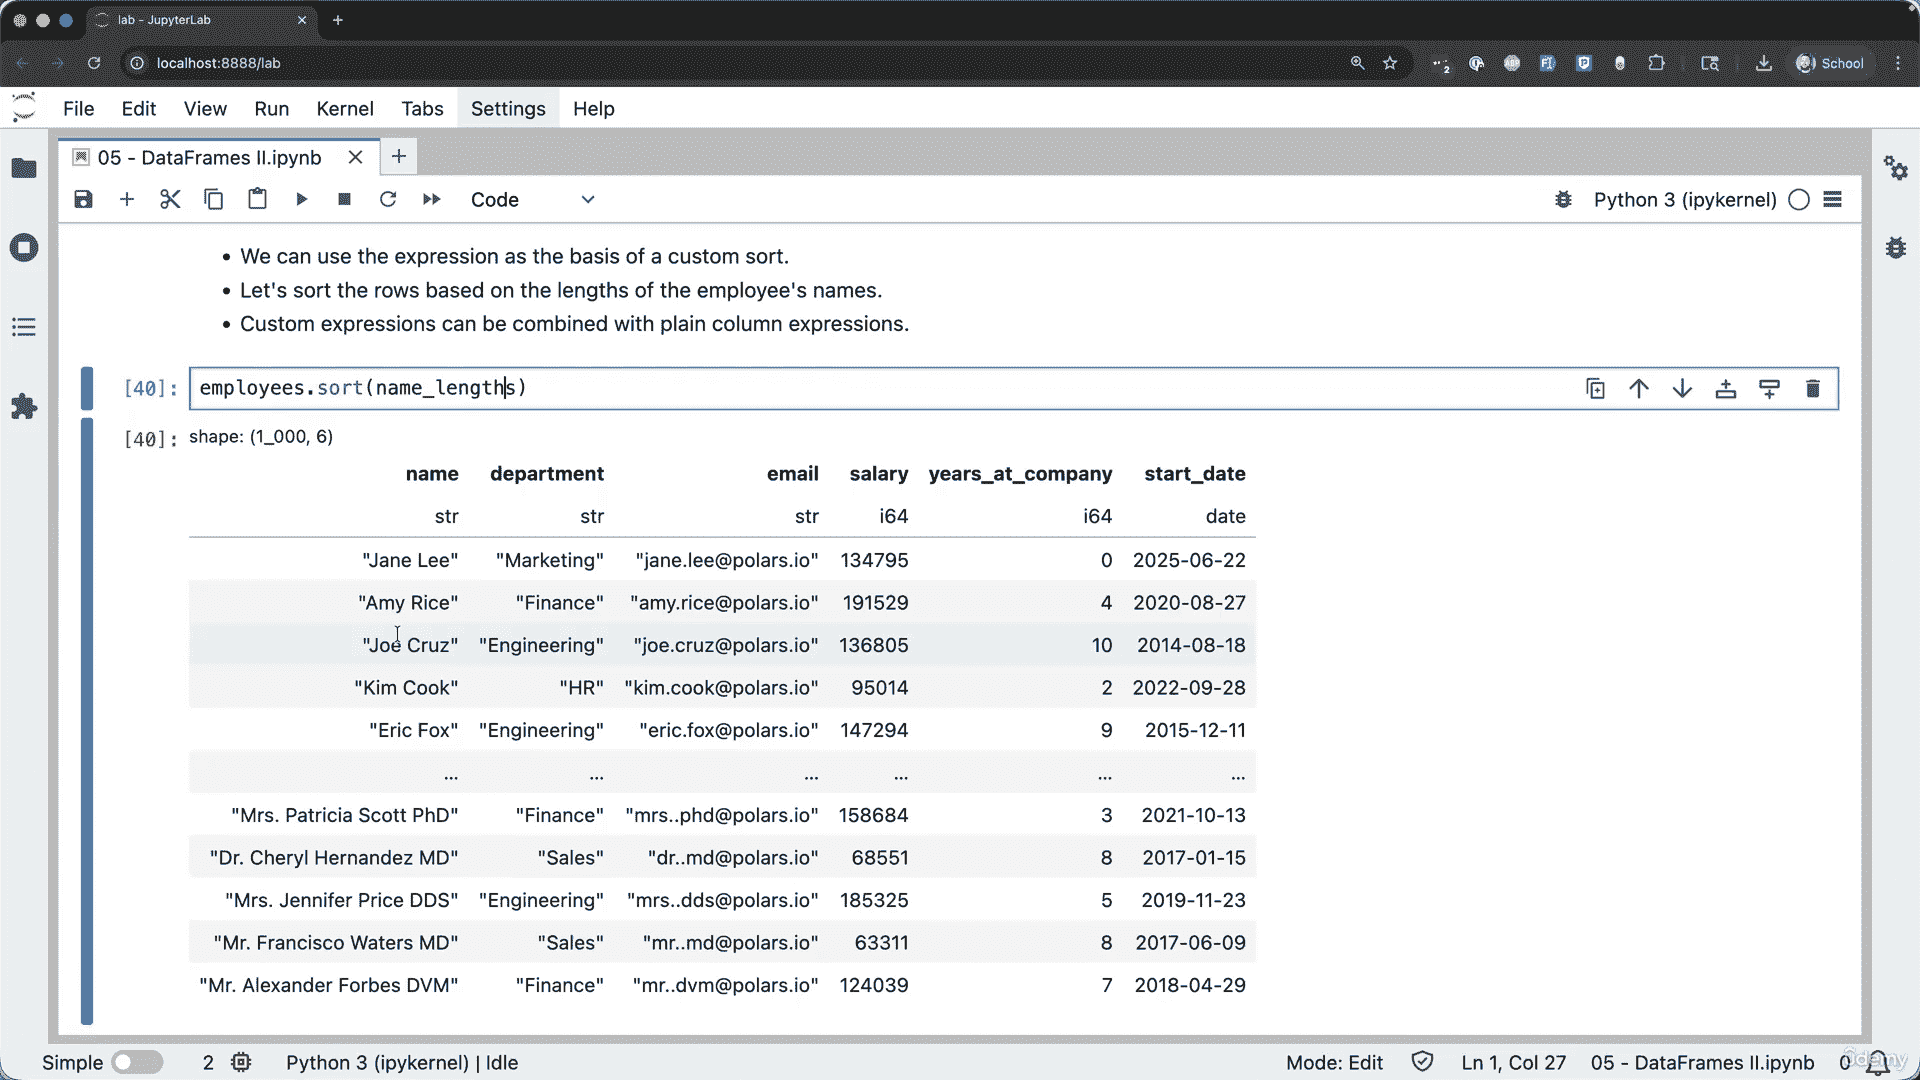 lab - JupyterLab
localhost:8888/lab
2
School
File Edit View Run Kernel Tabs Settings Help
05 - DataFrames II.ipynb
Code
Python 3 (ipykernel)
• We can use the expression as the basis of a custom sort.
• Let's sort the rows based on the lengths of the employee's names.
• Custom expressions can be combined with plain column expressions.
[40]: employees.sort(name_lengths)
[40]: shape: (1_000, 6)
name department email salary years_at_company start_date
str str str i64 i64 date
"Jane Lee" "Marketing" "jane.lee@polars.io" 134795 0 2025-06-22
"Amy Rice" "Finance" "amy.rice@polars.io" 191529 4 2020-08-27
"Joe Cruz" "Engineering" "joe.cruz@polars.io" 136805 10 2014-08-18
"Kim Cook" "HR" "kim.cook@polars.io" 95014 2 2022-09-28
"Eric Fox" "Engineering" "eric.fox@polars.io" 147294 9 2015-12-11
… … … … … …
"Mrs. Patricia Scott PhD" "Finance" "mrs..phd@polars.io" 158684 3 2021-10-13
"Dr. Cheryl Hernandez MD" "Sales" "dr..md@polars.io" 68551 8 2017-01-15
"Mrs. Jennifer Price DDS" "Engineering" "mrs..dds@polars.io" 185325 5 2019-11-23
"Mr. Francisco Waters MD" "Sales" "mr..md@polars.io" 63311 8 2017-06-09
"Mr. Alexander Forbes DVM" "Finance" "mr..dvm@polars.io" 124039 7 2018-04-29
Simple 2 Python 3 (ipykernel) | Idle Mode: Edit Ln 1, Col 27 05 - DataFrames II.ipynb 0